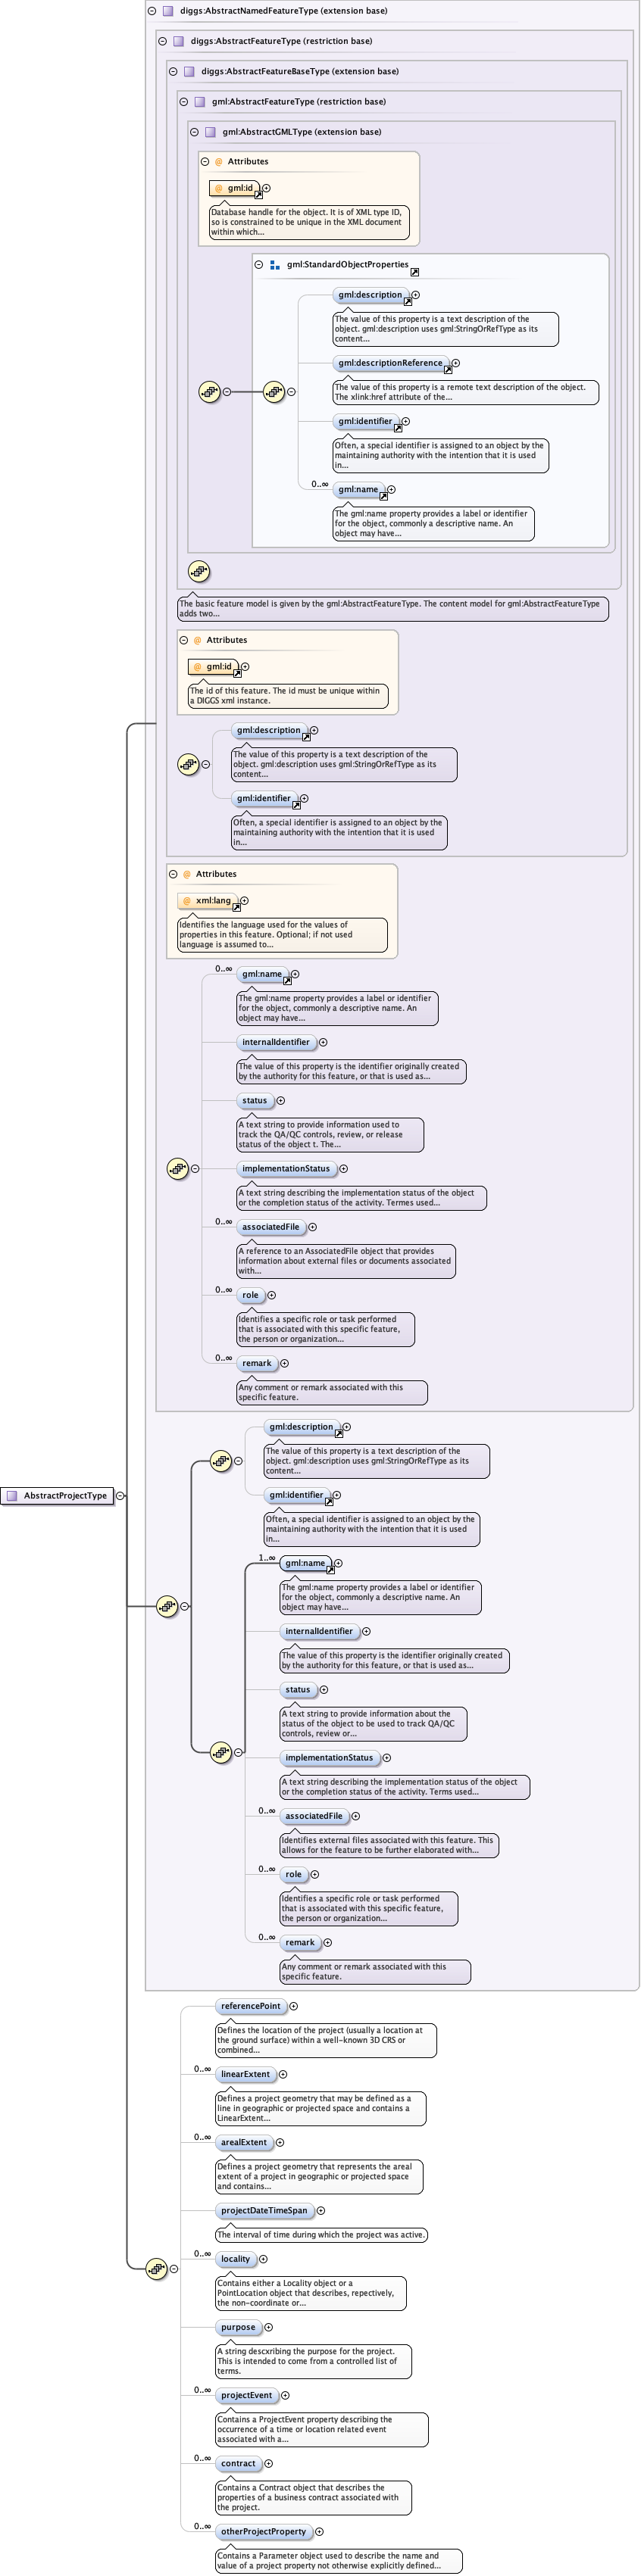 diggs:AbstractNamedFeatureType (extension base)
diggs:AbstractFeatureType (restriction base)
diggs:AbstractFeatureBaseType (extension base)
gml:AbstractFeatureType (restriction base)
gml:AbstractGMLType (extension base)
@ Attributes
@ gml:id
Database handle for the object. It is of XML type ID,
so is constrained to be unique in the XML document
within which...
gml:StandardObjectProperties
gml:description
The value of this property is a text description of the
object. gml:description uses gml:StringOrRefType as its
content...
gml:descriptionReference
The value of this property is a remote text description of the object.
The xlink:href attribute of the...
gml:identifier
Often, a special identifier is assigned to an object by the
maintaining authority with the intention that it is used
in...
0..∞
gml:name
The gml:name property provides a label or identifier
for the object, commonly a descriptive name. An
object may have...
The basic feature model is given by the gml:AbstractFeatureType. The content model for gml:AbstractFeatureType
adds two...
@ Attributes
@ gml:id
The id of this feature. The id must be unique within
a DIGGS xml instance.
gml:description
The value of this property is a text description of the
object. gml:description uses gml:StringOrRefType as its
content...
gml:identifier
Often, a special identifier is assigned to an object by the
maintaining authority with the intention that it is used
in...
@ Attributes
@ xml:lang
Identifies the language used for the values of
properties in this feature. Optional; if not used
language is assumed to...
0..∞
gml:name
The gml:name property provides a label or identifier
for the object, commonly a descriptive name. An
object may have...
internalIdentifier
The value of this property is the identifier originally created
by the authority for this feature, or that is used as...
status
A text string to provide information used to
track the QA/QC controls, review, or release
status of the object t. The...
implementationStatus
A text string describing the implementation status of the object
or the completion status of the activity. Termes used...
0..∞
associatedFile
A reference to an AssociatedFile object that provides
information about external files or documents associated
with...
0..∞
role
Identifies a specific role or task performed
that is associated with this specific feature,
the person or organization...
0..∞
remark
Any comment or remark associated with this
specific feature.
gml:description
The value of this property is a text description of the
object. gml:description uses gml:StringOrRefType as its
content...
gml:identifier
Often, a special identifier is assigned to an object by the
maintaining authority with the intention that it is used
in...
AbstractProjectType
1..∞
gml:name
The gml:name property provides a label or identifier
for the object, commonly a descriptive name. An
object may have...
internalIdentifier
The value of this property is the identifier originally created
by the authority for this feature, or that is used as...
status
A text string to provide information about the
status of the object to be used to track QA/QC
controls, review or...
implementationStatus
A text string describing the implementation status of the object
or the completion status of the activity. Terms used...
0..∞
associatedFile
Identifies external files associated with this feature. This
allows for the feature to be further elaborated with...
0..∞
role
Identifies a specific role or task performed
that is associated with this specific feature,
the person or organization...
0..∞
remark
Any comment or remark associated with this
specific feature.
referencePoint
Defines the location of the project (usually a location at
the ground surface) within a well-known 3D CRS or
combined...
0..∞
linearExtent
Defines a project geometry that may be defined as a
line in geographic or projected space and contains a
LinearExtent...
0..∞
arealExtent
Defines a project geometry that represents the areal
extent of a project in geographic or projected space
and contains...
projectDateTimeSpan
The interval of time during which the project was active.
0..∞
locality
Contains either a Locality object or a
PointLocation object that describes, repectively,
the non-coordinate or...
purpose
A string descxribing the purpose for the project.
This is intended to come from a controlled list of
terms.
0..∞
projectEvent
Contains a ProjectEvent property describing the
occurrence of a time or location related event
associated with a...
0..∞
contract
Contains a Contract object that describes the
properties of a business contract associated with
the project.
0..∞
otherProjectProperty
Contains a Parameter object used to describe the name and
value of a project property not otherwise explicitly defined...